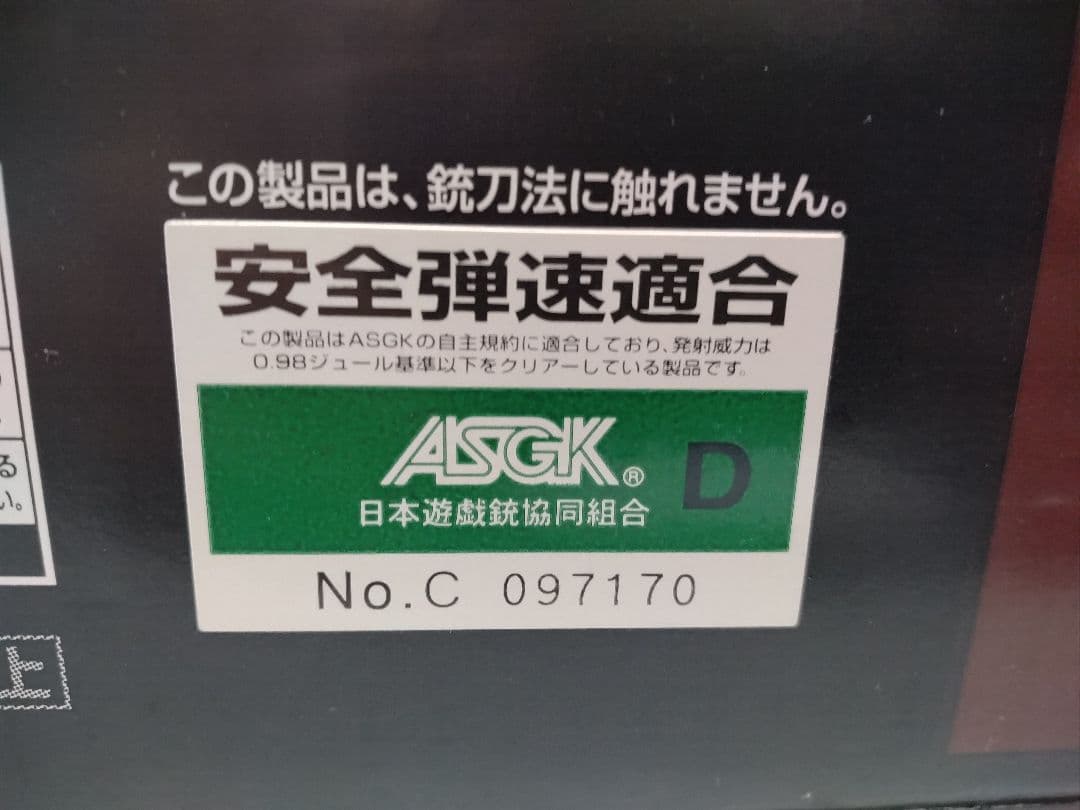 この製品は、銃刀法に触れません。
安全弾速適合
この製品はASGKの自主規約に適合しており、発射威力は
0.98ジュール基準以下をクリアーしている製品です。
ASGK® D
日本遊戯銃協同組合
No.C 097170
る
い。
上